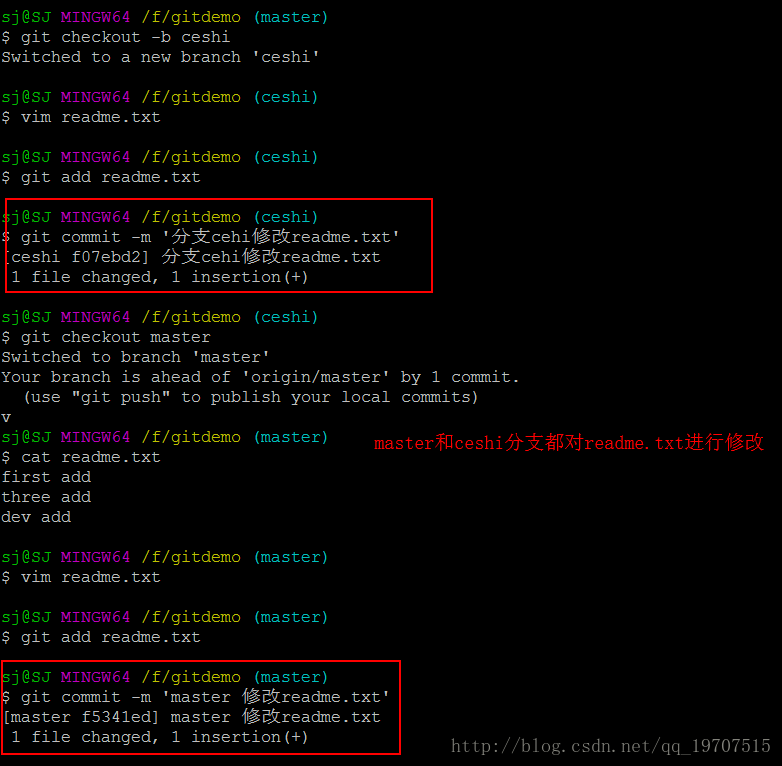 sj@SJ MINGW64 /f/gitdemo (master)
$ git checkout -b ceshi
Switched to a new branch 'ceshi'
sj@SJ MINGW64 /f/gitdemo (ceshi)
$ vim readme.txt
sj@SJ MINGW64 /f/gitdemo (ceshi)
$ git add readme.txt
sj@SJ MINGW64 /f/gitdemo (ceshi)
$ git commit -m '分支cehi修改readme.txt'
[ceshi f07ebd2] 分支cehi修改readme.txt
1 file changed, 1 insertion(+)
sj@SJ MINGW64 /f/gitdemo (ceshi)
$ git checkout master
Switched to branch 'master'
Your branch is ahead of 'origin/master' by 1 commit.
(use "git push" to publish your local commits)
v
sj@SJ MINGW64 /f/gitdemo (master)
master和ceshi分支都对readme.txt进行修改
$ cat readme.txt
first add
three add
dev add
sj@SJ MINGW64 /f/gitdemo (master)
$ vim readme.txt
sj@SJ MINGW64 /f/gitdemo (master)
$ git add readme.txt
sj@SJ MINGW64 /f/gitdemo (master)
$ git commit -m 'master 修改readme.txt'
[master f5341ed] master 修改readme.txt
1 file changed, 1 insertion(+)
http://blog.csdn.net/qq_19707515